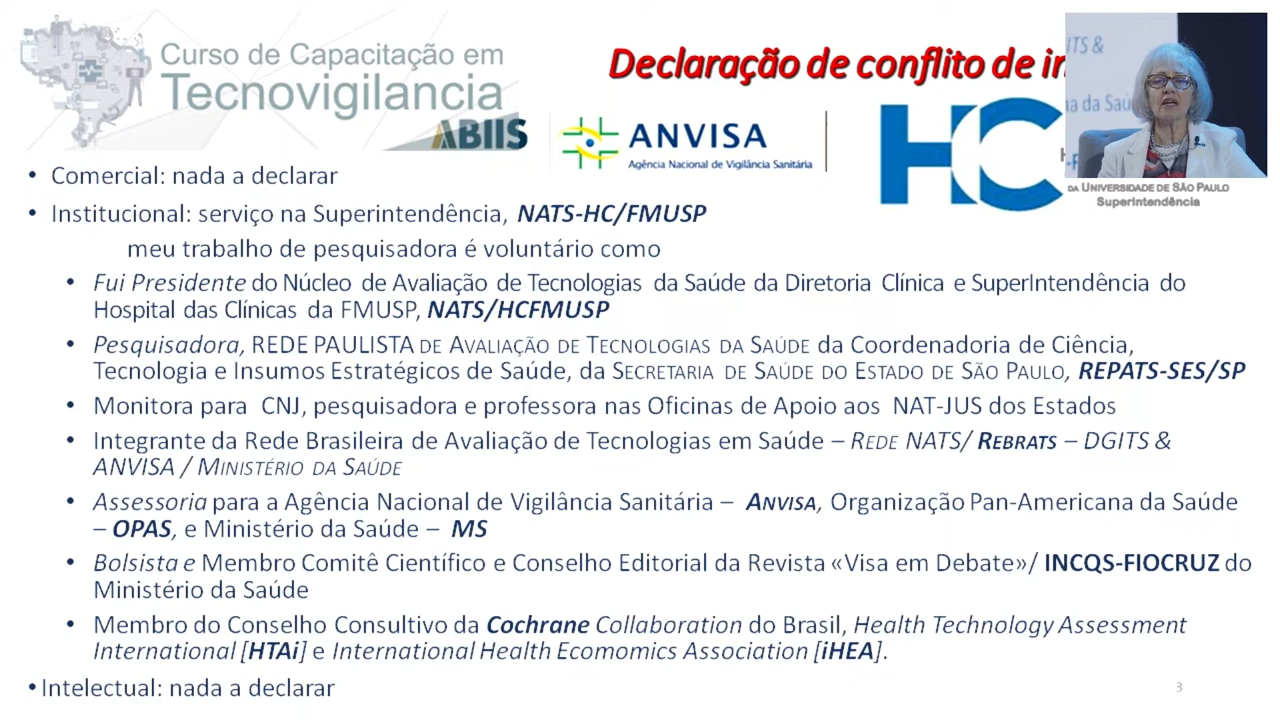 Curso de Capacitação em
Tecnovigilancia
ABIIS
Declaração de conflito de
ANVISA
Agência Nacional de Vigilância Sanitária
HC
ITS &
na da Saú
DA UNIVERSIDADE DE SÃO PAULO
Superintendência
• Comercial: nada a declarar
• Institucional: serviço na Superintendência, NATS-HC/FMUSP
meu trabalho de pesquisadora é voluntário como
• Fui Presidente do Núcleo de Avaliação de Tecnologias da Saúde da Diretoria Clínica e SuperIntendência do
Hospital das Clínicas da FMUSP, NATS/HCFMUSP
• Pesquisadora, REDE PAULISTA DE AVALIAÇÃO DE TECNOLOGIAS DA SAÚDE da Coordenadoria de Ciência,
Tecnologia e Insumos Estratégicos de Saúde, da SECRETARIA DE SAÚDE DO ESTADO DE SÃO PAULO, REPATS-SES/SP
• Monitora para CNJ, pesquisadora e professora nas Oficinas de Apoio aos NAT-JUS dos Estados
• Integrante da Rede Brasileira de Avaliação de Tecnologias em Saúde – REDE NATS/ REBRATS – DGITS &
ANVISA / MINISTÉRIO DA SAÚDE
• Assessoria para a Agência Nacional de Vigilância Sanitária – ANVISA, Organização Pan-Americana da Saúde
– OPAS, e Ministério da Saúde – MS
• Bolsista e Membro Comitê Científico e Conselho Editorial da Revista «Visa em Debate»/ INCQS-FIOCRUZ do
Ministério da Saúde
• Membro do Conselho Consultivo da Cochrane Collaboration do Brasil, Health Technology Assessment
International [HTAi] e International Health Ecomomics Association [iHEA].
• Intelectual: nada a declarar
3